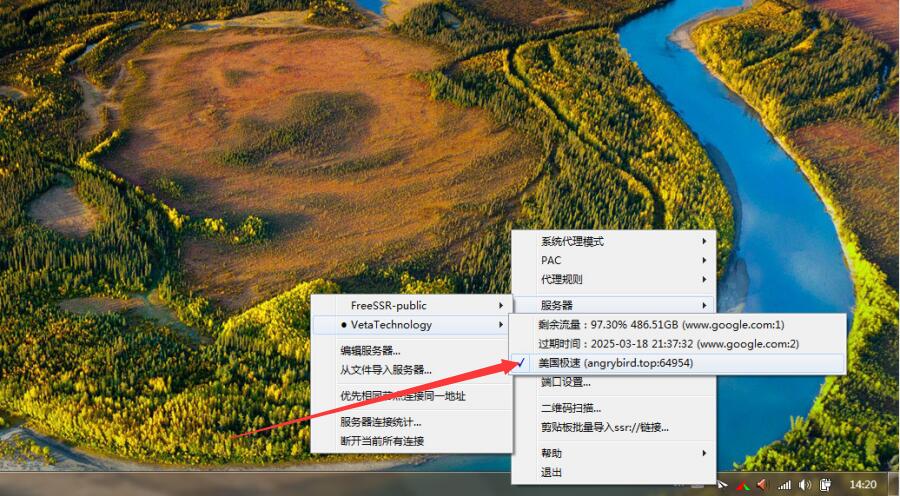 系统代理模式
PAC
代理规则
服务器
FreeSSR-public
VetaTechnology
编辑服务器...
从文件导入服务器...
连接同一地址
服务器连接统计...
断开当前所有连接
剩余流量：97.30% 486.51GB (www.google.com:1)
过期时间：2025-03-18 21:37:32 (www.google.com:2)
美国极速 (angrybird.top:64954)
端口设置...
二维码扫描...
剪贴板批量导入ssr://链接...
帮助
退出
14:20